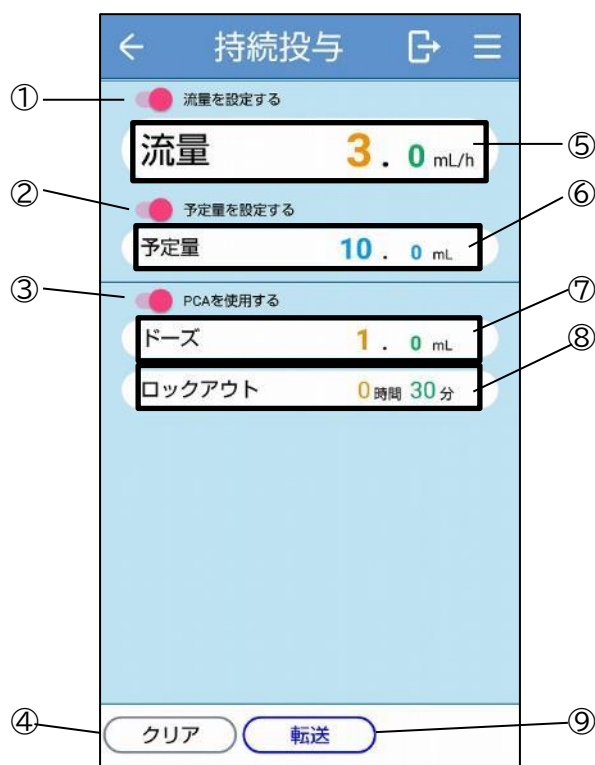 持続投与
① 流量を設定する
流量 3.0 mL/h ⑤
② 予定量を設定する
予定量 10.0 mL ⑥
③ PCAを使用する
ドーズ 1.0 mL ⑦
ロックアウト 0時間30分 ⑧
④ クリア 転送 ⑨